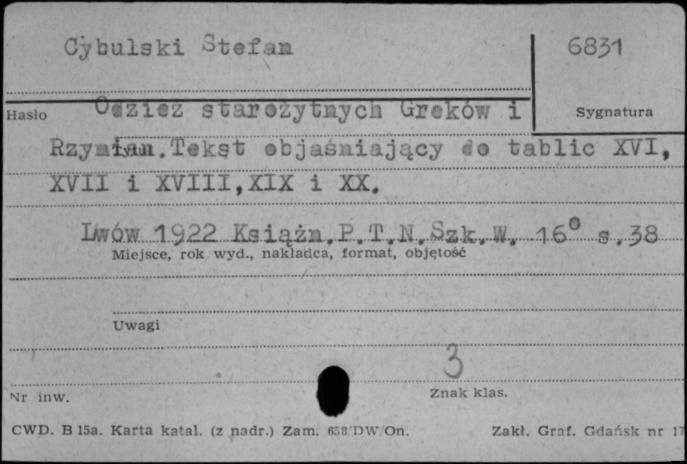 Cybulski Stefan
6831
Hasło
Odzież starożytnych Greków i
Sygnatura
Rzymian.Tekst objaśniający do tablic XVI,
XVII i XVIII,XIX i XX.
Lwów 1922 Książn.P.T.N.Szk.W. 16° s.38
Miejsce, rok wyd., nakładca, format, objętość
Uwagi
3
Nr inw.
Znak klas.
CWD. B 15a. Karta katal. (z nadr.) Zam. 658/DW/On.
Zakł. Graf. Gdańsk nr 17